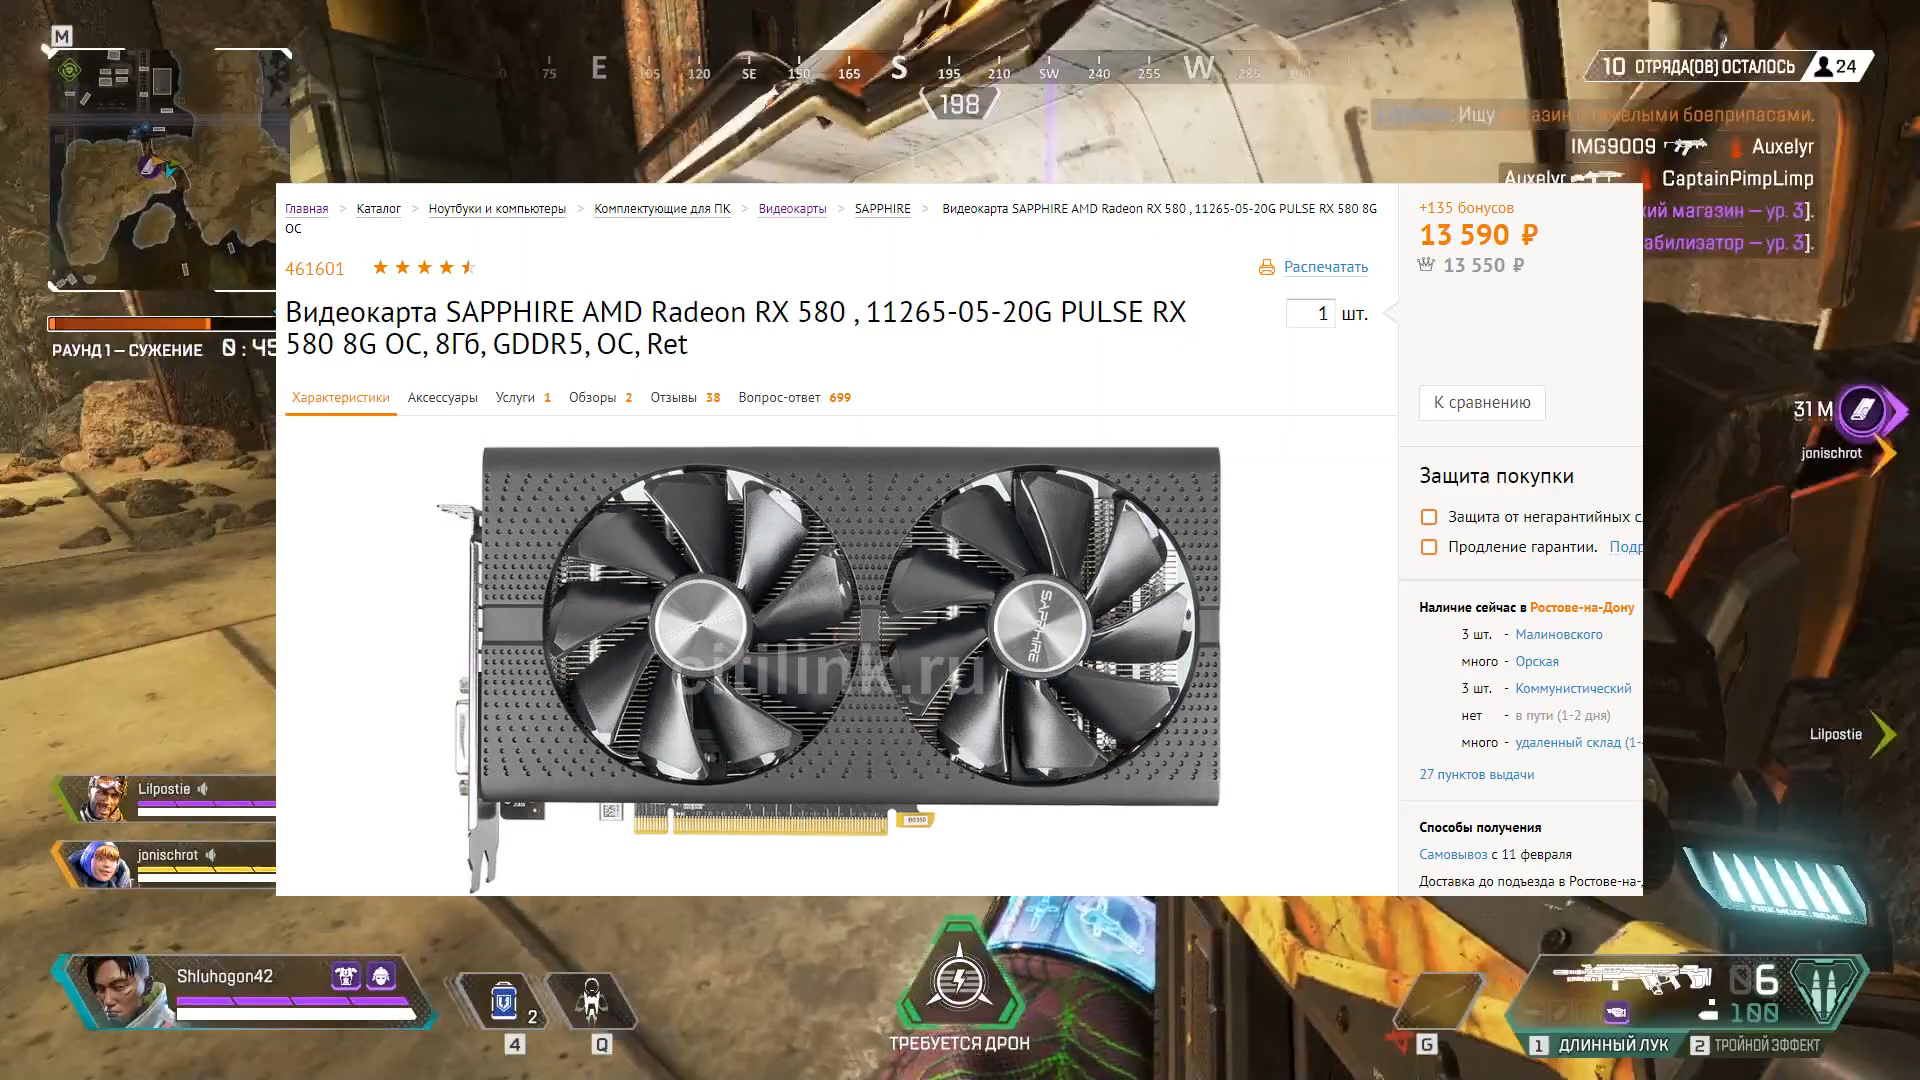 M
75 E 105 120 SE 150 165 S 195 210 SW 240 255 W 285
198
10 ОТРЯДА(ОВ) ОСТАЛОСЬ 24
Ищу
IMG9009 Auxelyr
Auxelyr CaptainPimpLimp
магазин — ур. 3].
— ур. 3].
РАУНД 1 — СУЖЕНИЕ 0:45
Главная > Каталог > Ноутбуки и компьютеры > Комплектующие для ПК > Видеокарты > SAPPHIRE > Видеокарта SAPPHIRE AMD Radeon RX 580 , 11265-05-20G PULSE RX 580 8G
OC
461601
Распечатать
Видеокарта SAPPHIRE AMD Radeon RX 580 , 11265-05-20G PULSE RX
580 8G OC, 8Гб, GDDR5, OC, Ret
1 шт.
Характеристики Аксессуары Услуги 1 Обзоры 2 Отзывы 38 Вопрос-ответ 699
SAPPHIRE
citilink.ru
+135 бонусов
13 590 ₽
13 550 ₽
К сравнению
Защита покупки
Защита от негарантийных
Продление гарантии.
Наличие сейчас в Ростове-на-Дону
3 шт. - Малиновского
много - Орская
3 шт. - Коммунистический
нет - в пути (1-2 дня)
много - удаленный склад (1-
27 пунктов выдачи
Способы получения
Самовывоз с 11 февраля
Доставка до подъезда в Ростове-на-
31 М
jonischrot
Lilpostie
Lilpostie
jonischrot
Shluhogon42
2
4
Q
ТРЕБУЕТСЯ ДРОН
G
06
100
1 ДЛИННЫЙ ЛУК 2 ТРОЙНОЙ ЭФФЕКТ